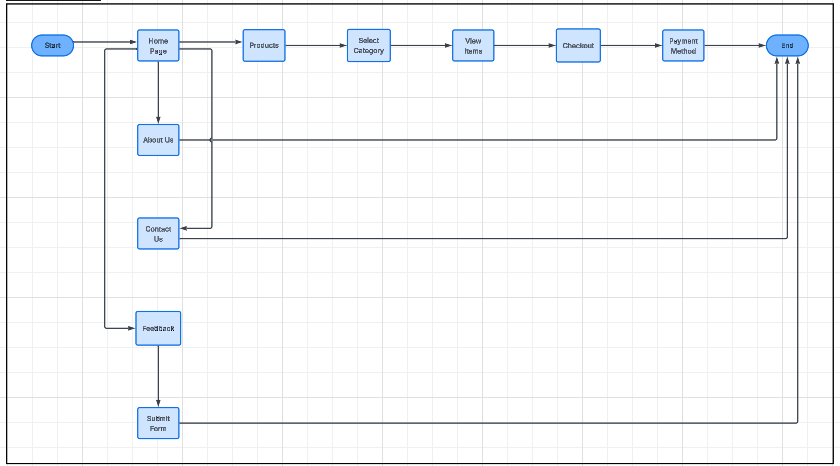 Start
Home
Page
Products
Select
Category
View
Items
Checkout
Payment
Method
End
About Us
Contact
Us
Feedback
Submit
Form